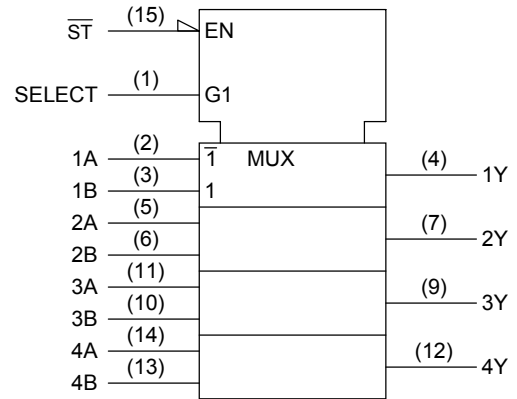 S̅T̅ (15) EN
SELECT (1) G1
1A (2) 1̅ MUX (4) 1Y
1B (3) 1
2A (5) (7) 2Y
2B (6)
3A (11) (9) 3Y
3B (10)
4A (14) (12) 4Y
4B (13)